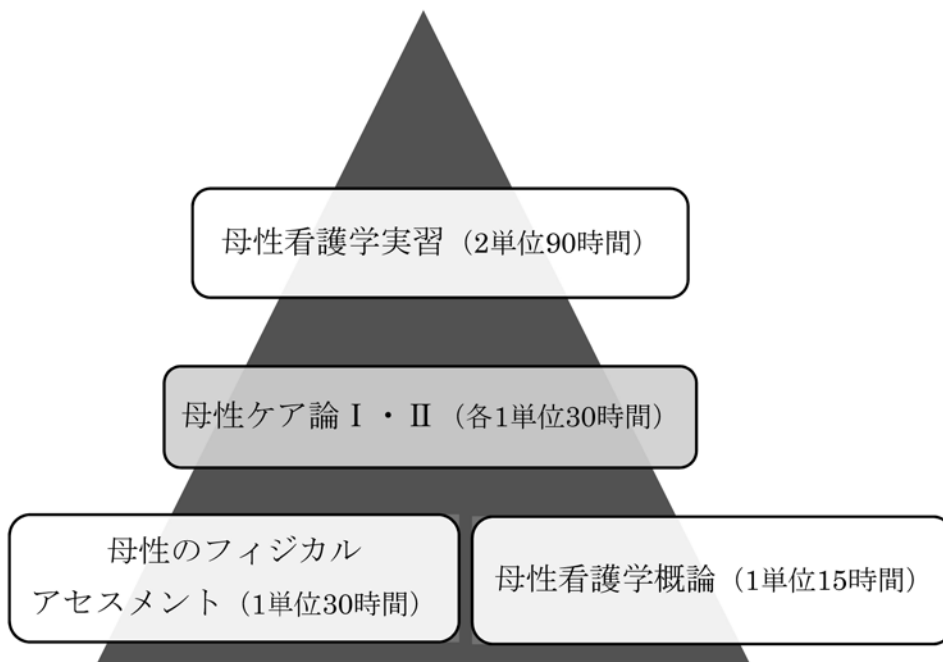 母性看護学実習（2単位90時間）
母性ケア論Ⅰ・Ⅱ（各1単位30時間）
母性のフィジカル
アセスメント（1単位30時間）
母性看護学概論（1単位15時間）